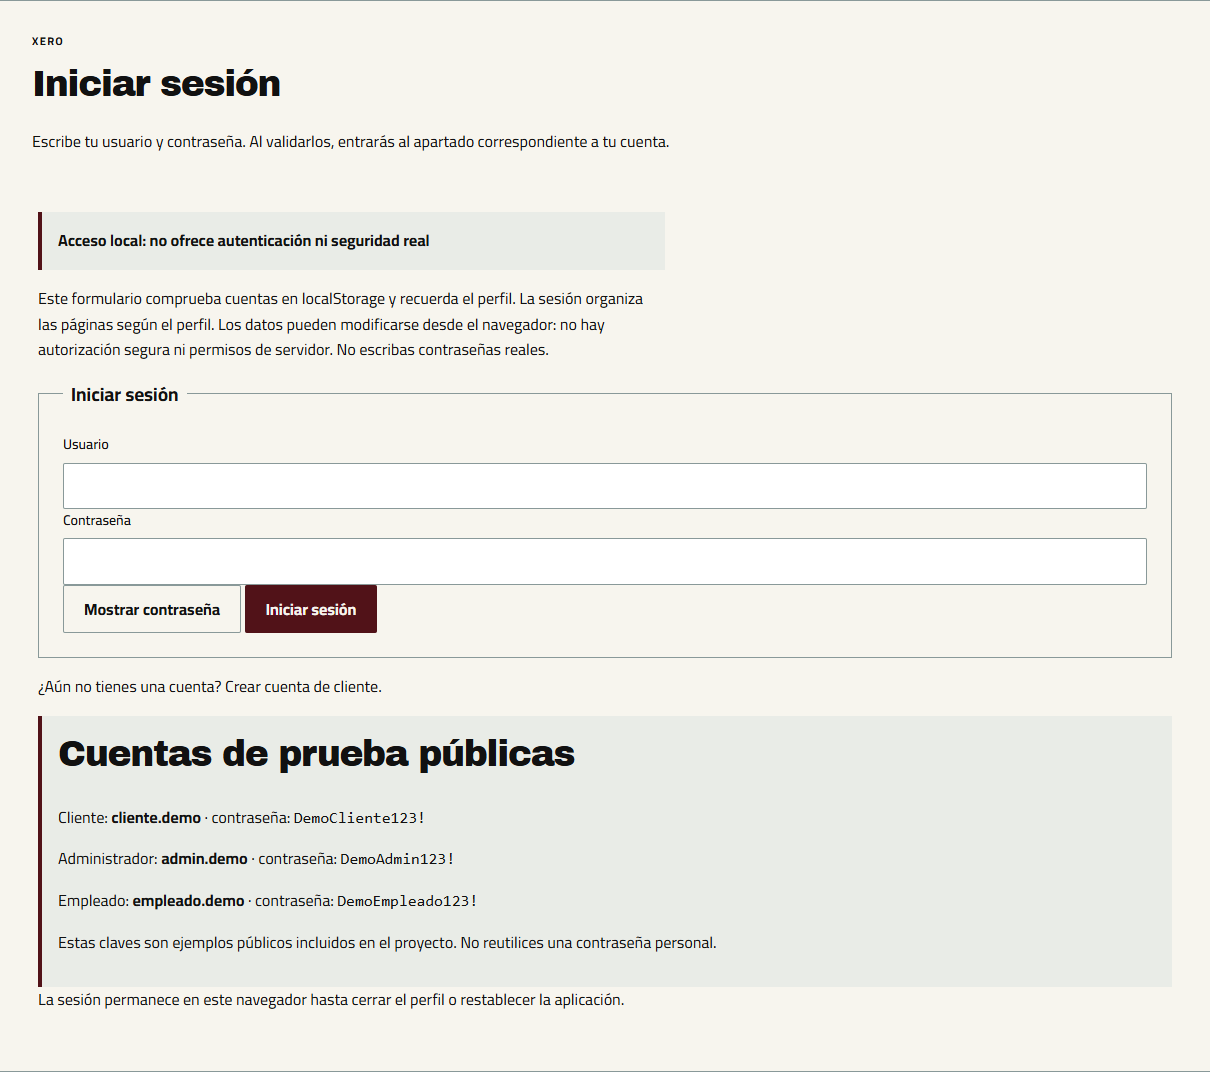 XERO
Iniciar sesión
Escribe tu usuario y contraseña. Al validarlos, entrarás al apartado correspondiente a tu cuenta.
Acceso local: no ofrece autenticación ni seguridad real
Este formulario comprueba cuentas en localStorage y recuerda el perfil. La sesión organiza
las páginas según el perfil. Los datos pueden modificarse desde el navegador: no hay
autorización segura ni permisos de servidor. No escribas contraseñas reales.
Iniciar sesión
Usuario
Contraseña
Mostrar contraseña Iniciar sesión
¿Aún no tienes una cuenta? Crear cuenta de cliente.
Cuentas de prueba públicas
Cliente: cliente.demo · contraseña: DemoCliente123!
Administrador: admin.demo · contraseña: DemoAdmin123!
Empleado: empleado.demo · contraseña: DemoEmpleado123!
Estas claves son ejemplos públicos incluidos en el proyecto. No reutilices una contraseña personal.
La sesión permanece en este navegador hasta cerrar el perfil o restablecer la aplicación.